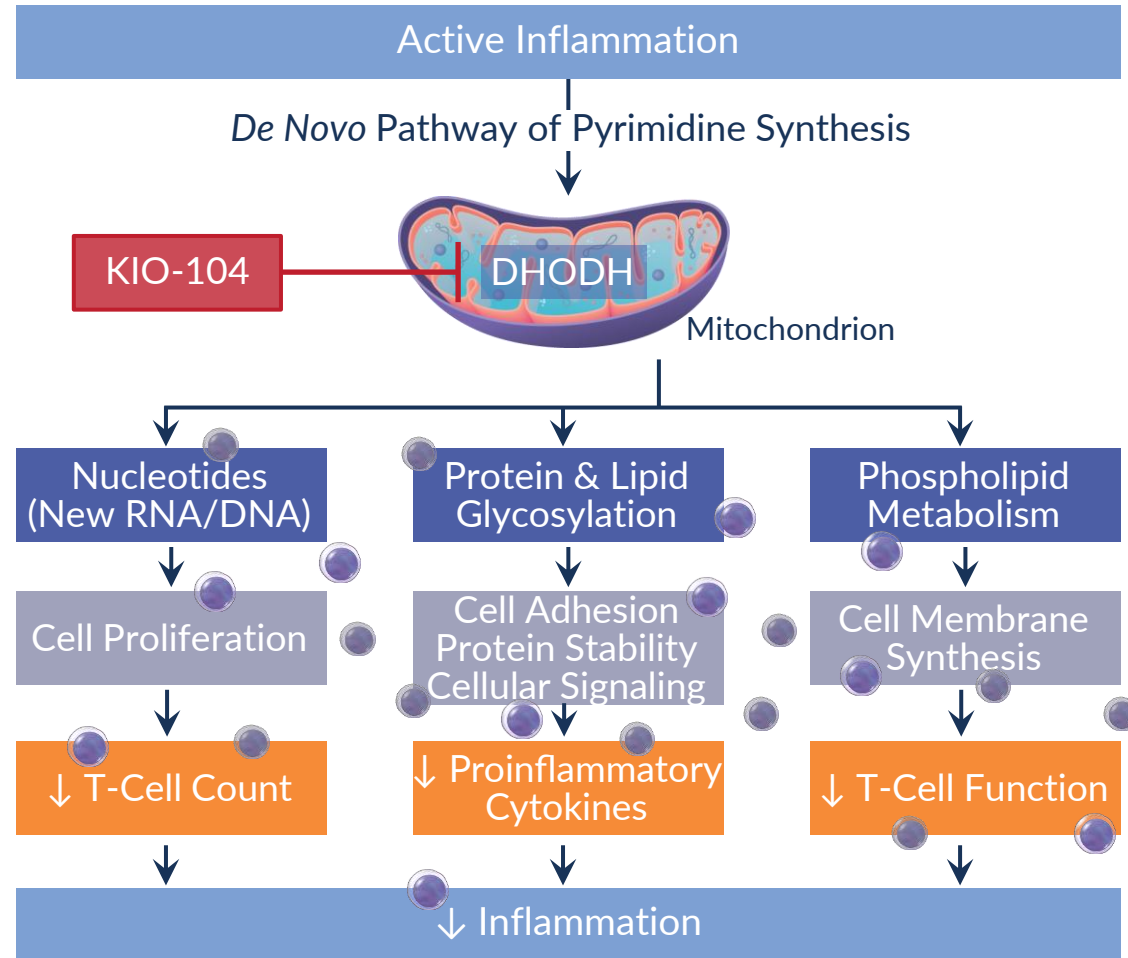 Active Inflammation
De Novo Pathway of Pyrimidine Synthesis
KIO-104
DHODH
Mitochondrion
Nucleotides
(New RNA/DNA)
Protein & Lipid
Glycosylation
Phospholipid
Metabolism
Cell Proliferation
Cell Adhesion
Protein Stability
Cellular Signaling
Cell Membrane
Synthesis
↓ T-Cell Count
↓ Proinflammatory
Cytokines
↓ T-Cell Function
↓ Inflammation